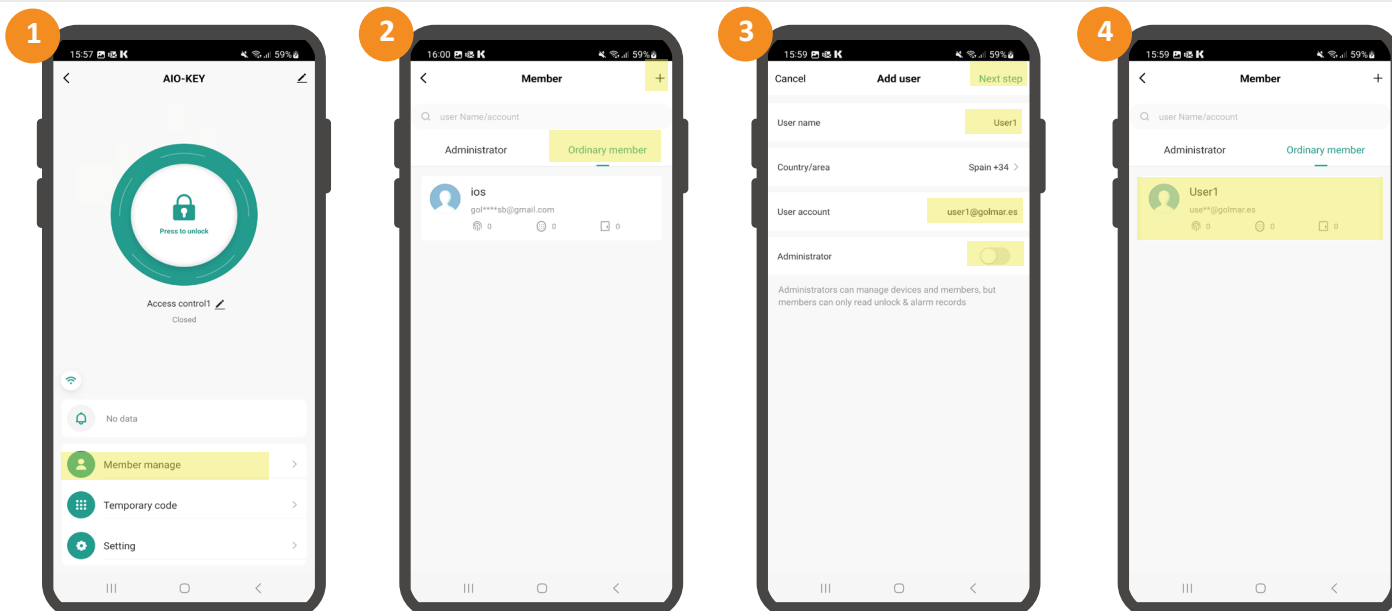 1
15:57 K 59%
AIO-KEY
Press to unlock
Access control1
Closed
No data
Member manage
Temporary code
Setting
2
16:00 K 59%
Member +
user Name/account
Administrator Ordinary member
ios
gol****sb@gmail.com
0 0 0
3
15:59 K 59%
Cancel Add user Next step
User name User1
Country/area Spain +34
User account user1@golmar.es
Administrator
Administrators can manage devices and members, but
members can only read unlock & alarm records
4
15:59 K 59%
Member +
user Name/account
Administrator Ordinary member
User1
use**@golmar.es
0 0 0